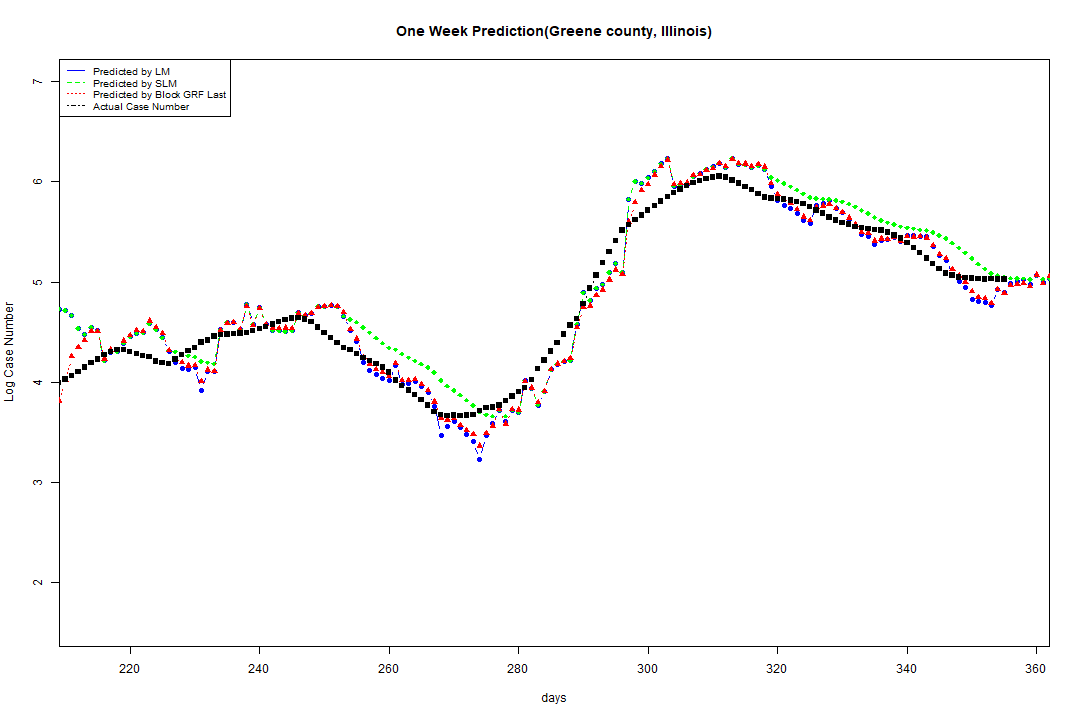 One Week Prediction(Greene county, Illinois)
Predicted by LM
Predicted by SLM
Predicted by Block GRF Last
Actual Case Number
7
6
5
4
3
2
Log Case Number
220 240 260 280 300 320 340 360
days